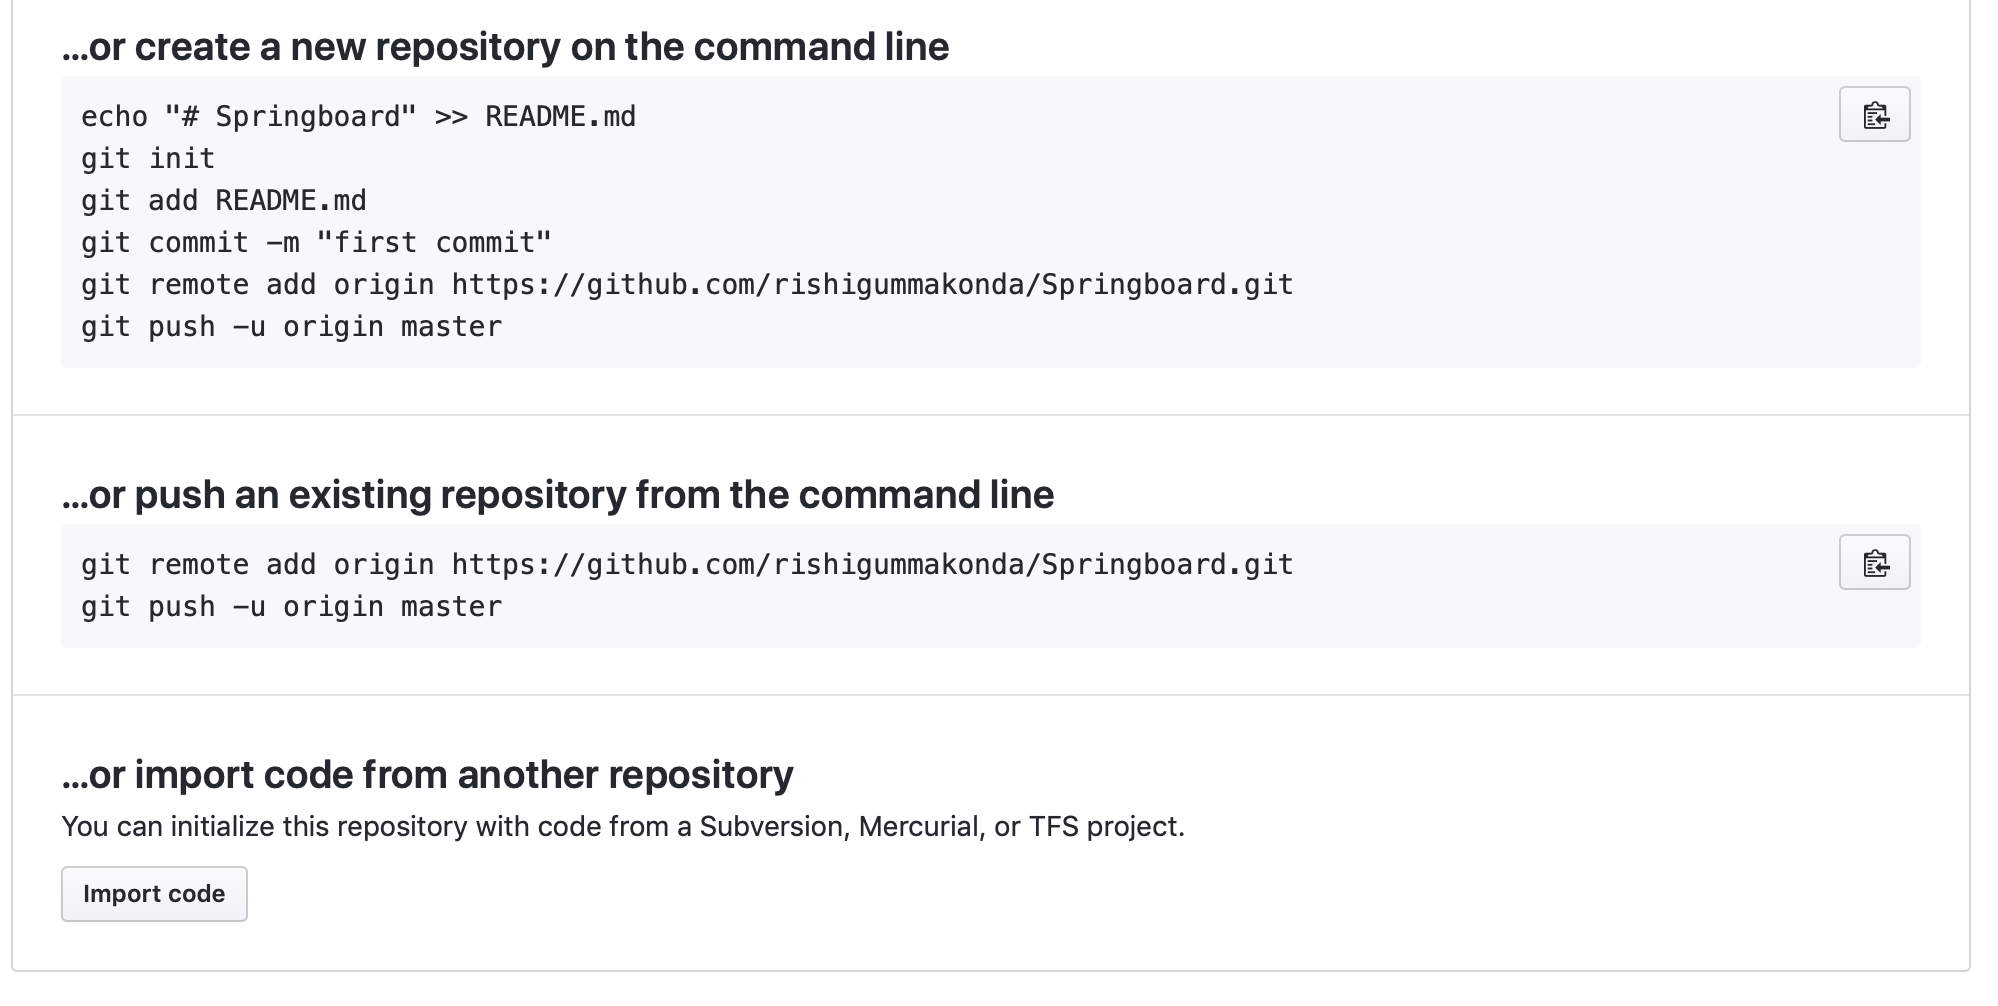 ...or create a new repository on the command line
echo "# Springboard" >> README.md
git init
git add README.md
git commit -m "first commit"
git remote add origin https://github.com/rishigummakonda/Springboard.git
git push -u origin master
...or push an existing repository from the command line
git remote add origin https://github.com/rishigummakonda/Springboard.git
git push -u origin master
...or import code from another repository
You can initialize this repository with code from a Subversion, Mercurial, or TFS project.
Import code